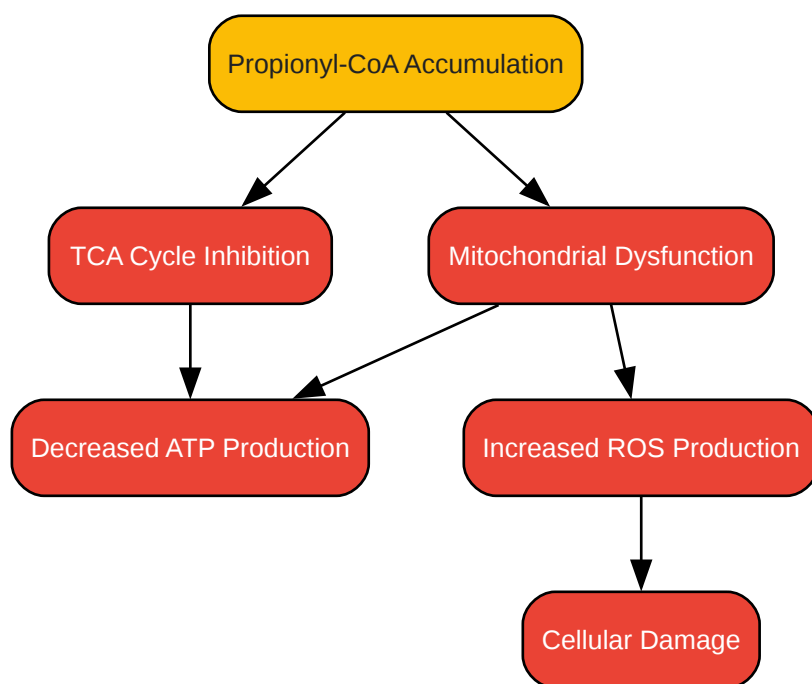 Propionyl-CoA Accumulation
TCA Cycle Inhibition
Mitochondrial Dysfunction
Decreased ATP Production
Increased ROS Production
Cellular Damage